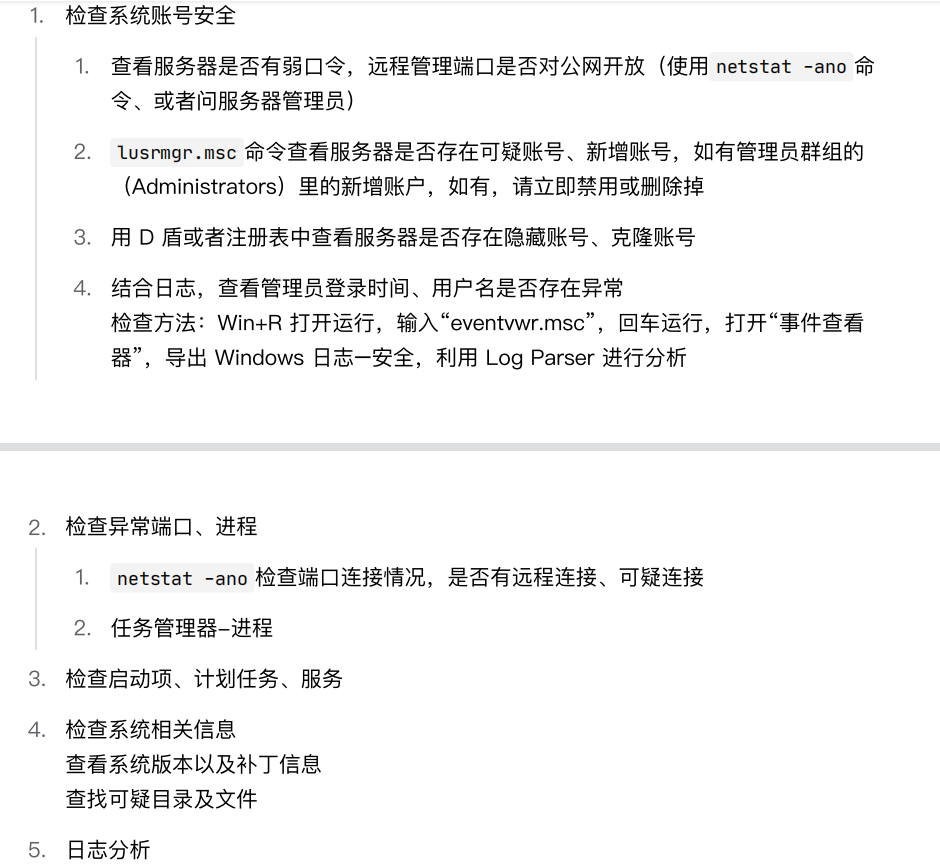 1. 检查系统账号安全
1. 查看服务器是否有弱口令，远程管理端口是否对公网开放（使用 netstat -ano 命
令、或者问服务器管理员）
2. lusrmgr.msc 命令查看服务器是否存在可疑账号、新增账号，如有管理员群组的
（Administrators）里的新增账户，如有，请立即禁用或删除掉
3. 用 D 盾或者注册表中查看服务器是否存在隐藏账号、克隆账号
4. 结合日志，查看管理员登录时间、用户名是否存在异常
检查方法：Win+R 打开运行，输入“eventvwr.msc”，回车运行，打开“事件查看
器”，导出 Windows 日志—安全，利用 Log Parser 进行分析
2. 检查异常端口、进程
1. netstat -ano 检查端口连接情况，是否有远程连接、可疑连接
2. 任务管理器–进程
3. 检查启动项、计划任务、服务
4. 检查系统相关信息
查看系统版本以及补丁信息
查找可疑目录及文件
5. 日志分析